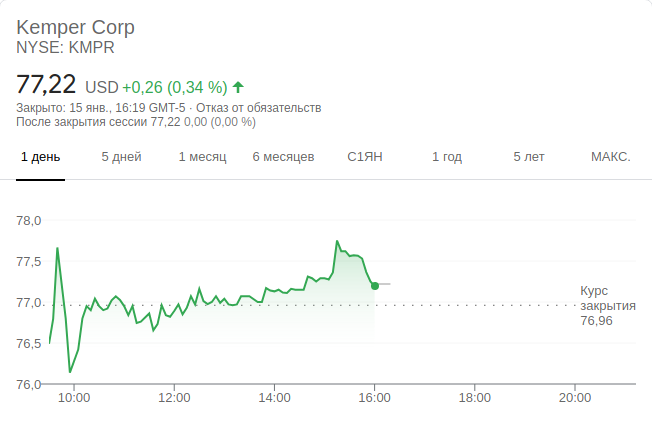 Kemper Corp
NYSE: KMPR
77,22 USD +0,26 (0,34 %)
Закрыто: 15 янв., 16:19 GMT-5 · Отказ от обязательств
После закрытия сессии 77,22 0,00 (0,00 %)
1 день 5 дней 1 месяц 6 месяцев С1ЯН 1 год 5 лет МАКС.
78,0
77,5
77,0
76,5
76,0
Курс
закрытия
76,96
10:00 12:00 14:00 16:00 18:00 20:00